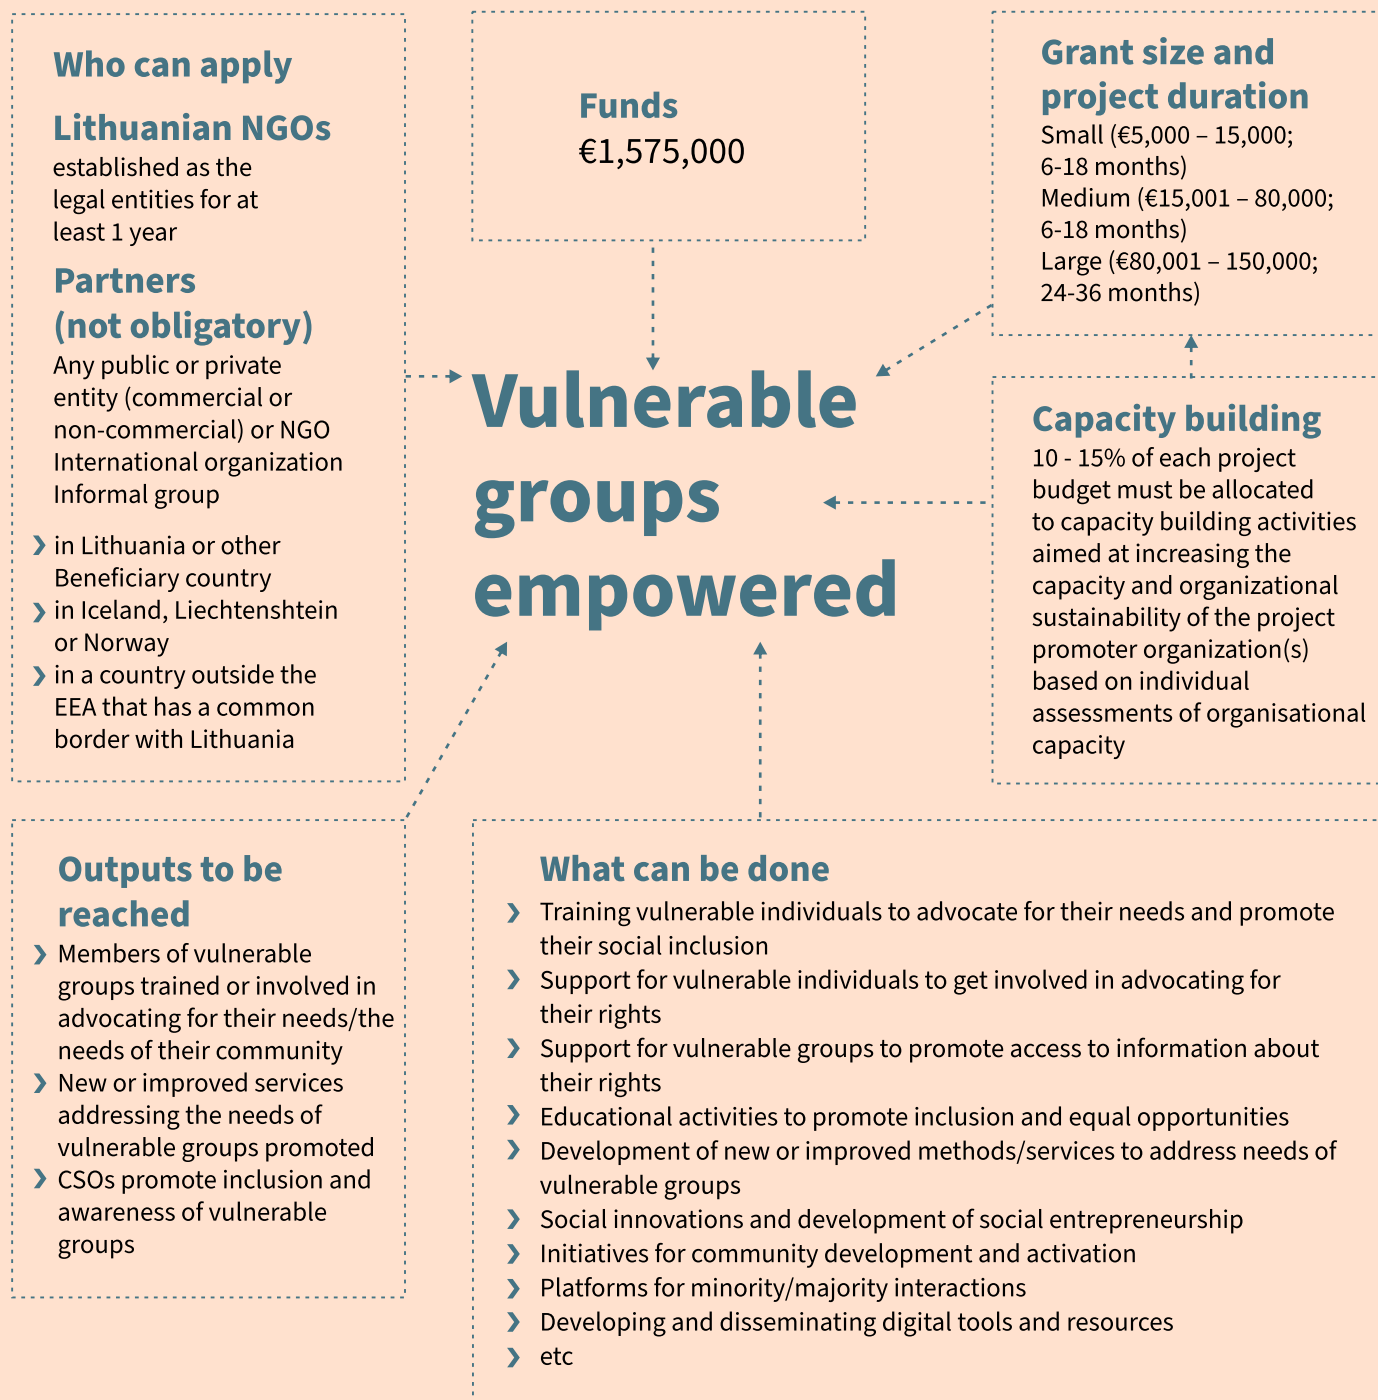 Who can apply
Lithuanian NGOs
established as the
legal entities for at
least 1 year
Partners
(not obligatory)
Any public or private
entity (commercial or
non-commercial) or NGO
International organization
Informal group
❯ in Lithuania or other
Beneficiary country
❯ in Iceland, Liechtenshtein
or Norway
❯ in a country outside the
EEA that has a common
border with Lithuania
Funds
€1,575,000
Grant size and
project duration
Small (€5,000 – 15,000;
6-18 months)
Medium (€15,001 – 80,000;
6-18 months)
Large (€80,001 – 150,000;
24-36 months)
Vulnerable
groups
empowered
Capacity building
10 - 15% of each project
budget must be allocated
to capacity building activities
aimed at increasing the
capacity and organizational
sustainability of the project
promoter organization(s)
based on individual
assessments of organisational
capacity
Outputs to be
reached
❯ Members of vulnerable
groups trained or involved in
advocating for their needs/the
needs of their community
❯ New or improved services
addressing the needs of
vulnerable groups promoted
❯ CSOs promote inclusion and
awareness of vulnerable
groups
What can be done
❯ Training vulnerable individuals to advocate for their needs and promote
their social inclusion
❯ Support for vulnerable individuals to get involved in advocating for
their rights
❯ Support for vulnerable groups to promote access to information about
their rights
❯ Educational activities to promote inclusion and equal opportunities
❯ Development of new or improved methods/services to address needs of
vulnerable groups
❯ Social innovations and development of social entrepreneurship
❯ Initiatives for community development and activation
❯ Platforms for minority/majority interactions
❯ Developing and disseminating digital tools and resources
❯ etc